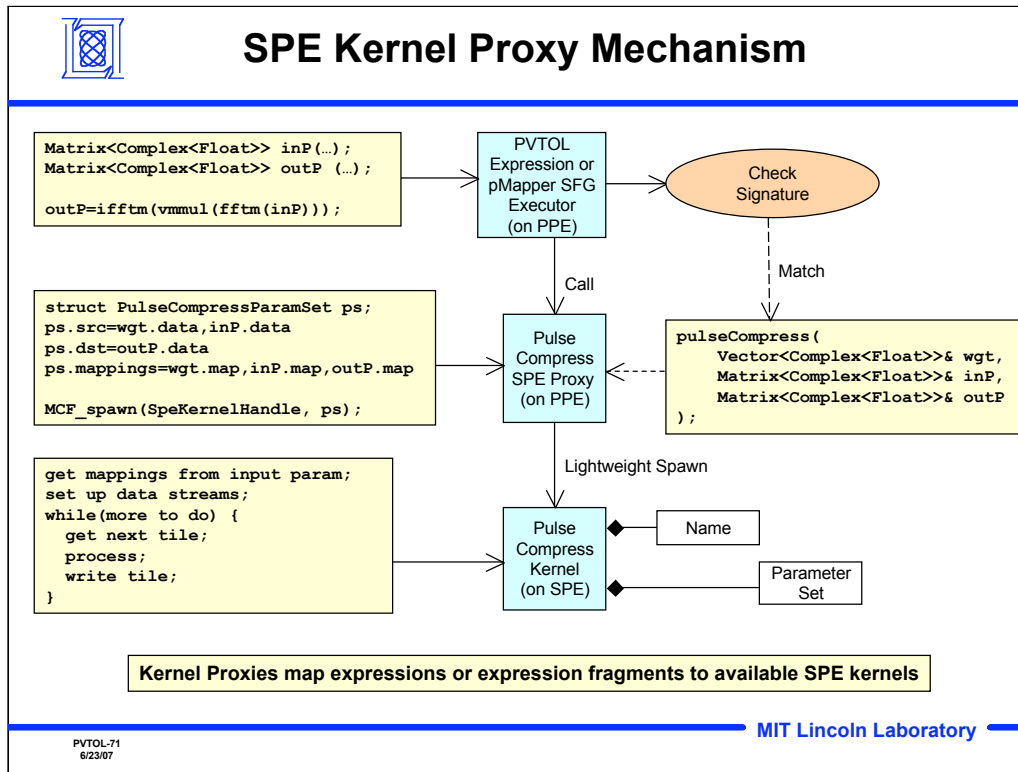 SPE Kernel Proxy Mechanism
Matrix<Complex<Float>> inP(…);
Matrix<Complex<Float>> outP (…);
outP=ifftm(vmmul(fftm(inP)));
PVTOL
Expression or
pMapper SFG
Executor
(on PPE)
Check
Signature
Call
Match
struct PulseCompressParamSet ps;
ps.src=wgt.data,inP.data
ps.dst=outP.data
ps.mappings=wgt.map,inP.map,outP.map
MCF_spawn(SpeKernelHandle, ps);
Pulse
Compress
SPE Proxy
(on PPE)
pulseCompress(
Vector<Complex<Float>>& wgt,
Matrix<Complex<Float>>& inP,
Matrix<Complex<Float>>& outP
);
Lightweight Spawn
get mappings from input param;
set up data streams;
while(more to do) {
get next tile;
process;
write tile;
}
Pulse
Compress
Kernel
(on SPE)
Name
Parameter
Set
Kernel Proxies map expressions or expression fragments to available SPE kernels
MIT Lincoln Laboratory
PVTOL-71
6/23/07